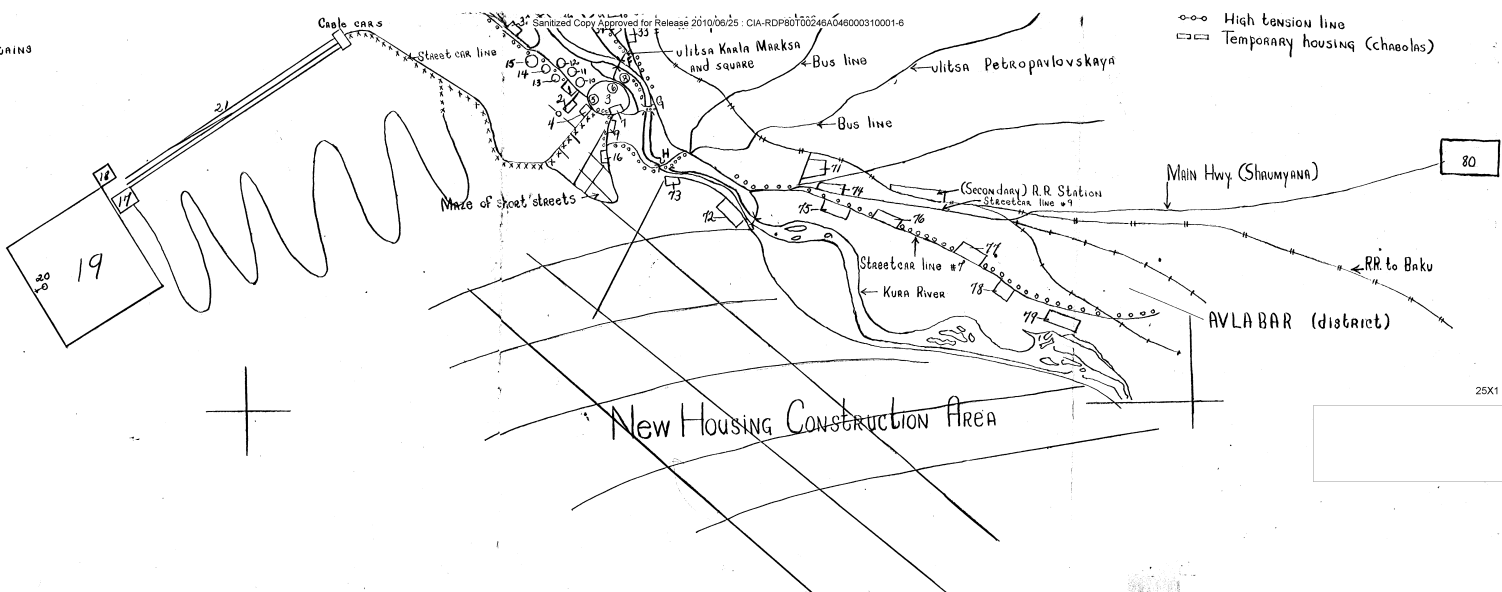 Sanitized Copy Approved for Release 2010/06/25 : CIA-RDP80T00246A046000310001-6
Cable cars
High tension line
Temporary housing (chabolas)
AINS
Street car line
ulitsa Karla Marksa
and square
Bus line
ulitsa Petropavlovskaya
Bus line
33
15
14
13
12
11
10
2
3
4
5
6
7
9
G
H
16
21
18
17
19
20
Maze of short streets
73
72
71
74
75
76
77
78
79
80
(Secondary) R.R. Station
Streetcar line #9
Main Hwy. (Shaumyana)
Streetcar line #7
Kura River
R.R. to Baku
AVLABAR (district)
25X1
New Housing Construction Area